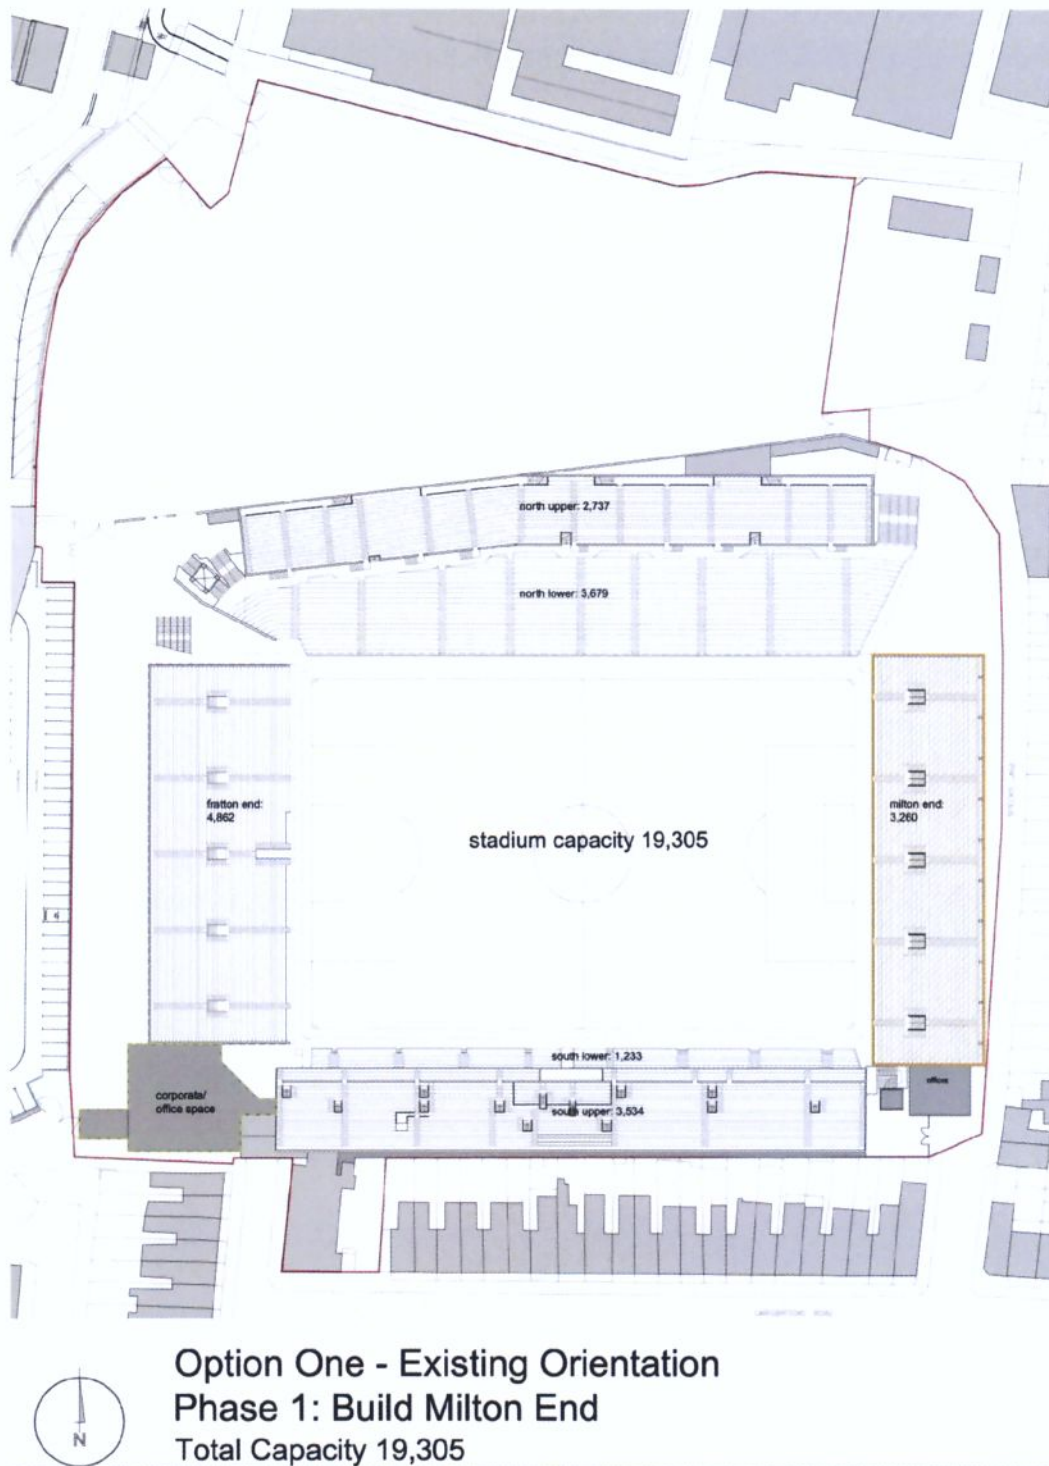 north upper: 2,737
north lower: 3,679
fratton end:
4,862
milton end:
3,260
stadium capacity 19,305
south lower: 1,233
south upper: 3,534
corporate/
office space
offices
N
Option One - Existing Orientation
Phase 1: Build Milton End
Total Capacity 19,305